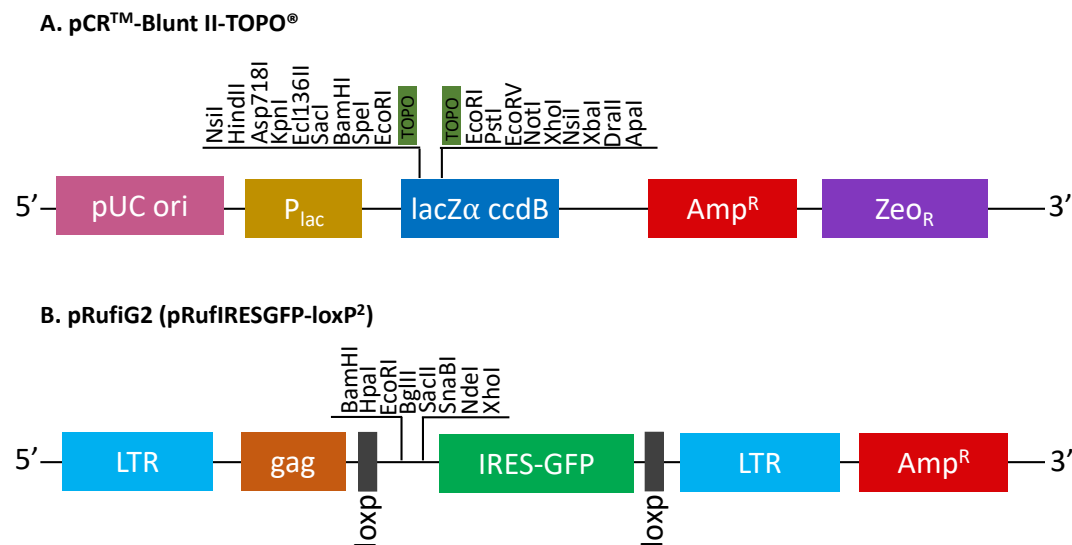 A. pCR™-Blunt II-TOPO®
NsiI
HindII
Asp718I
KpnI
Ecl136II
SacI
BamHI
SpeI
EcoRI
TOPO
TOPO
EcoRI
PstI
EcoRV
NotI
XhoI
NsiI
XbaI
DraII
ApaI
5’ pUC ori Plac lacZα ccdB AmpR ZeoR 3’
B. pRufiG2 (pRufIRESGFP-loxP²)
BamHI
HpaI
EcoRI
BglII
SacII
SnaBI
NdeI
XhoI
5’ LTR gag IRES-GFP LTR AmpR 3’
loxp
loxp